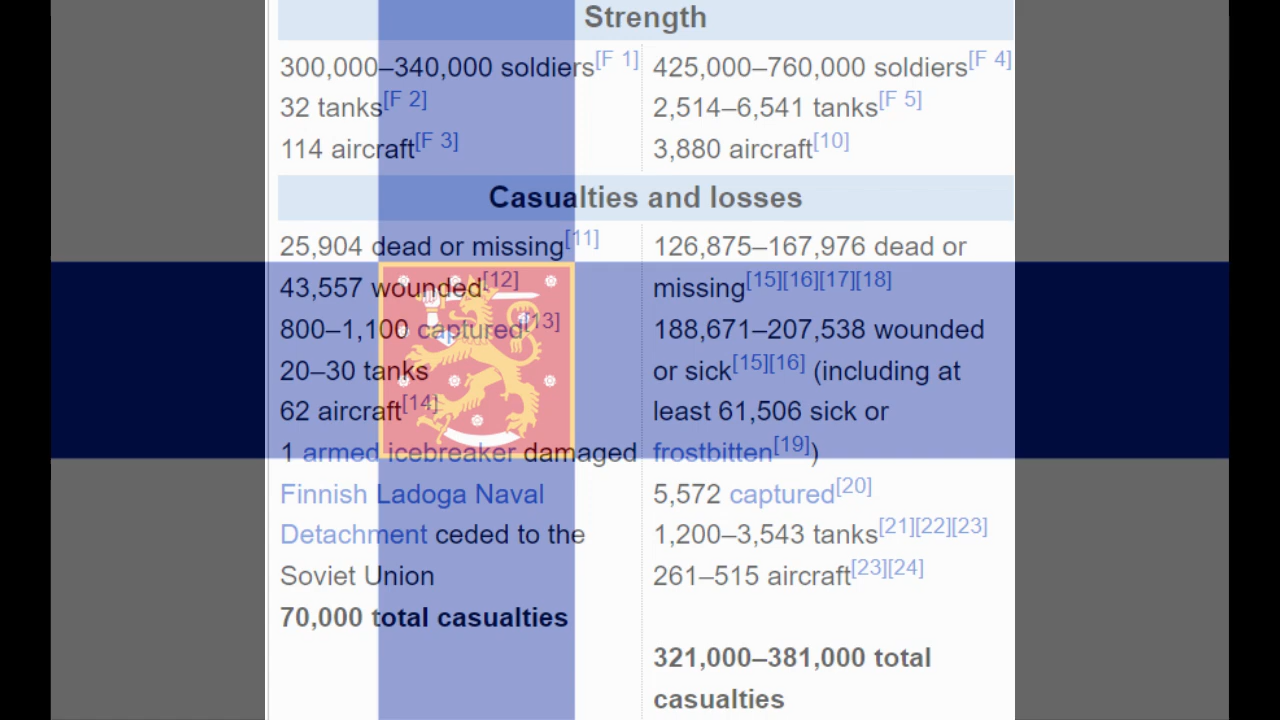 Strength
300,000–340,000 soldiers[F 1]
32 tanks[F 2]
114 aircraft[F 3]
425,000–760,000 soldiers[F 4]
2,514–6,541 tanks[F 5]
3,880 aircraft[10]
Casualties and losses
25,904 dead or missing[11]
43,557 wounded[12]
800–1,100 captured[13]
20–30 tanks
62 aircraft[14]
1 armed icebreaker damaged
Finnish Ladoga Naval
Detachment ceded to the
Soviet Union
70,000 total casualties
126,875–167,976 dead or
missing[15][16][17][18]
188,671–207,538 wounded
or sick[15][16] (including at
least 61,506 sick or
frostbitten[19])
5,572 captured[20]
1,200–3,543 tanks[21][22][23]
261–515 aircraft[23][24]
321,000–381,000 total
casualties